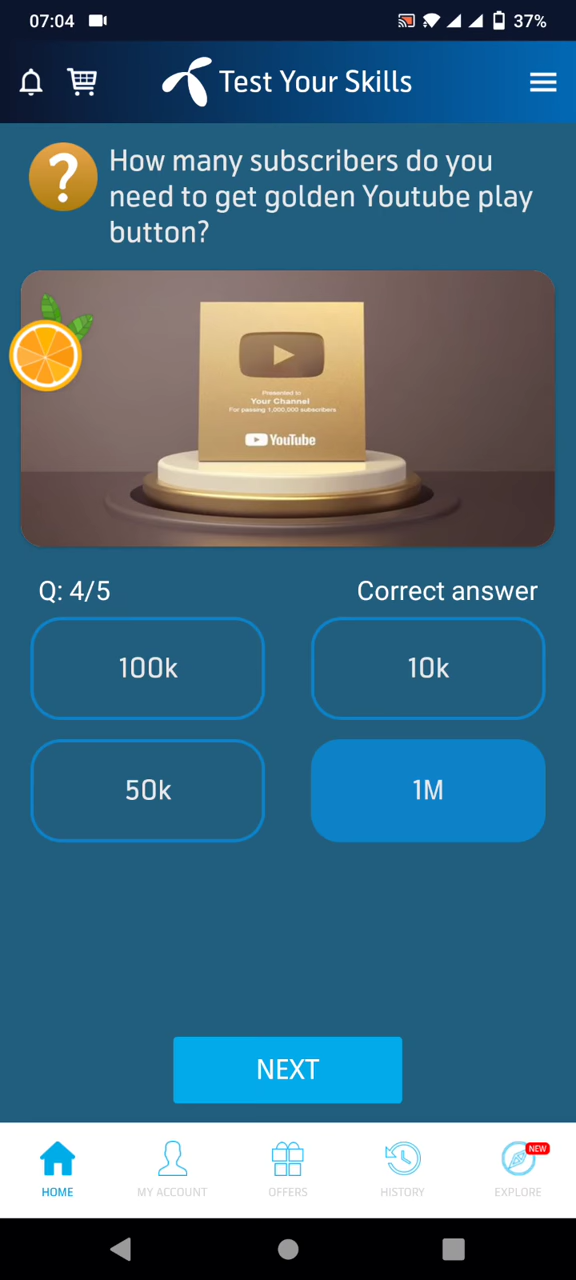 07:04
37%
Test Your Skills
How many subscribers do you
need to get golden Youtube play
button?
Presented to
Your Channel
For passing 1,000,000 subscribers
YouTube
Q: 4/5
Correct answer
100k
10k
50k
1M
NEXT
NEW
HOME
MY ACCOUNT
OFFERS
HISTORY
EXPLORE